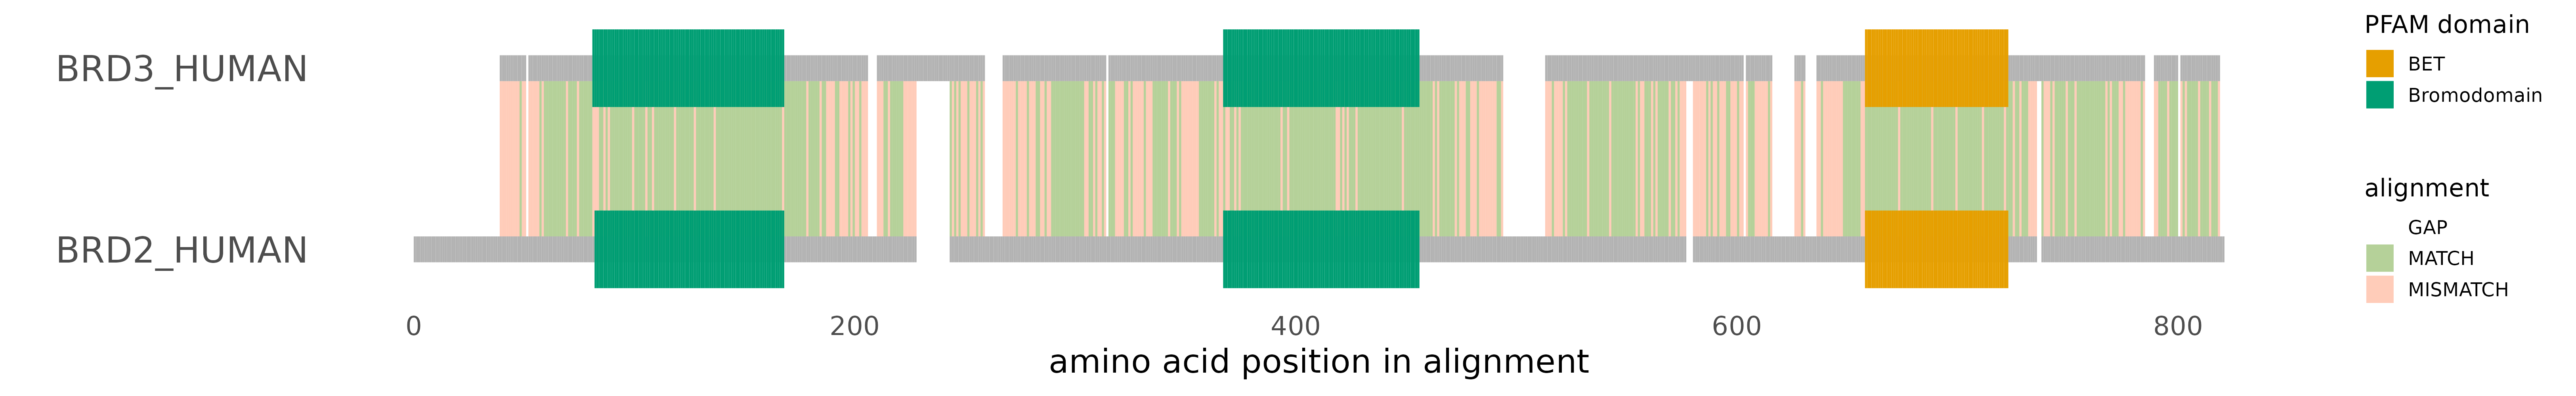 BRD3_HUMAN
BRD2_HUMAN
0 200 400 600 800
amino acid position in alignment
PFAM domain
BET
Bromodomain
alignment
GAP
MATCH
MISMATCH